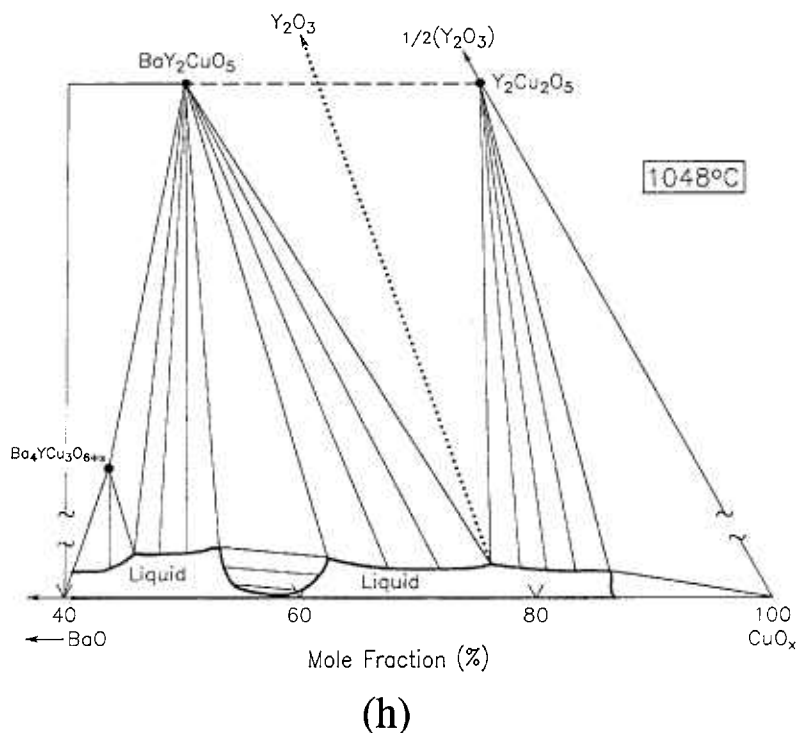 Y₂O₃
1/2(Y₂O₃)
BaY₂CuO₅
Y₂Cu₂O₅
1048°C
Ba₄YCu₃O₆₊ₓ
Liquid
Liquid
40 60 80 100
BaO
CuOₓ
Mole Fraction (%)
(h)